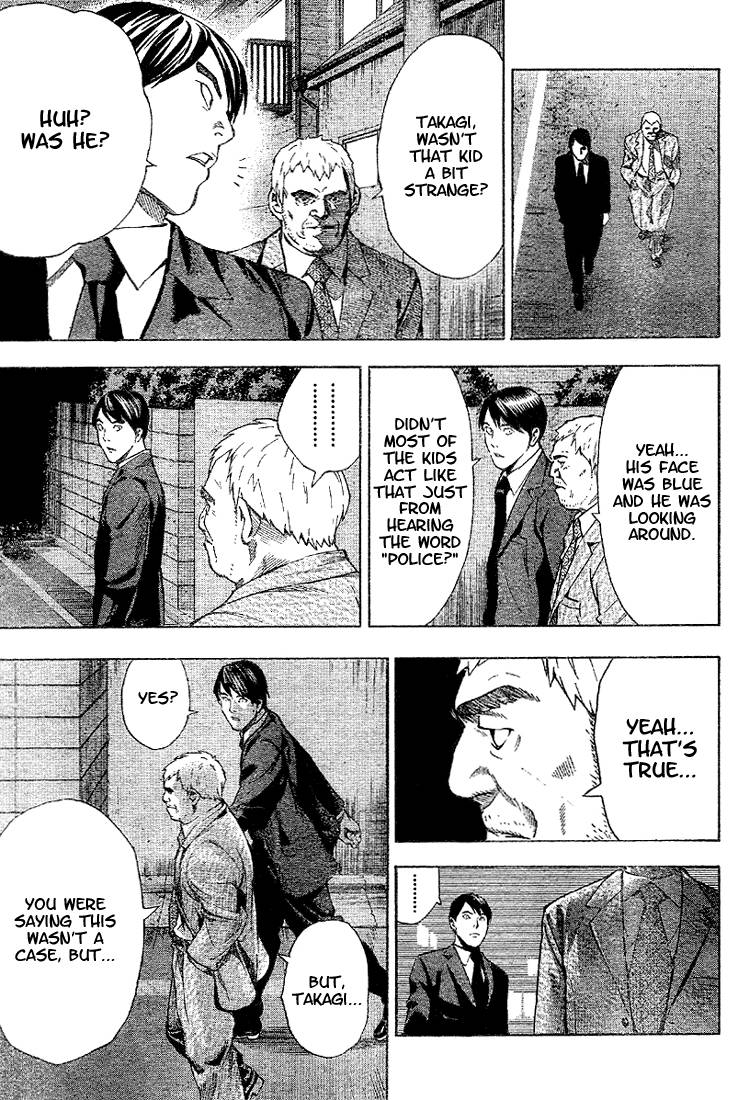 TAKAGI,
WASN'T
THAT KID
A BIT
STRANGE?
HUH?
WAS HE?
YEAH...
HIS FACE
WAS BLUE
AND HE WAS
LOOKING
AROUND.
DIDN'T
MOST OF
THE KIDS
ACT LIKE
THAT JUST
FROM
HEARING
THE WORD
"POLICE?"
YEAH...
THAT'S
TRUE...
BUT,
TAKAGI...
YES?
YOU WERE
SAYING THIS
WASN'T A
CASE, BUT...